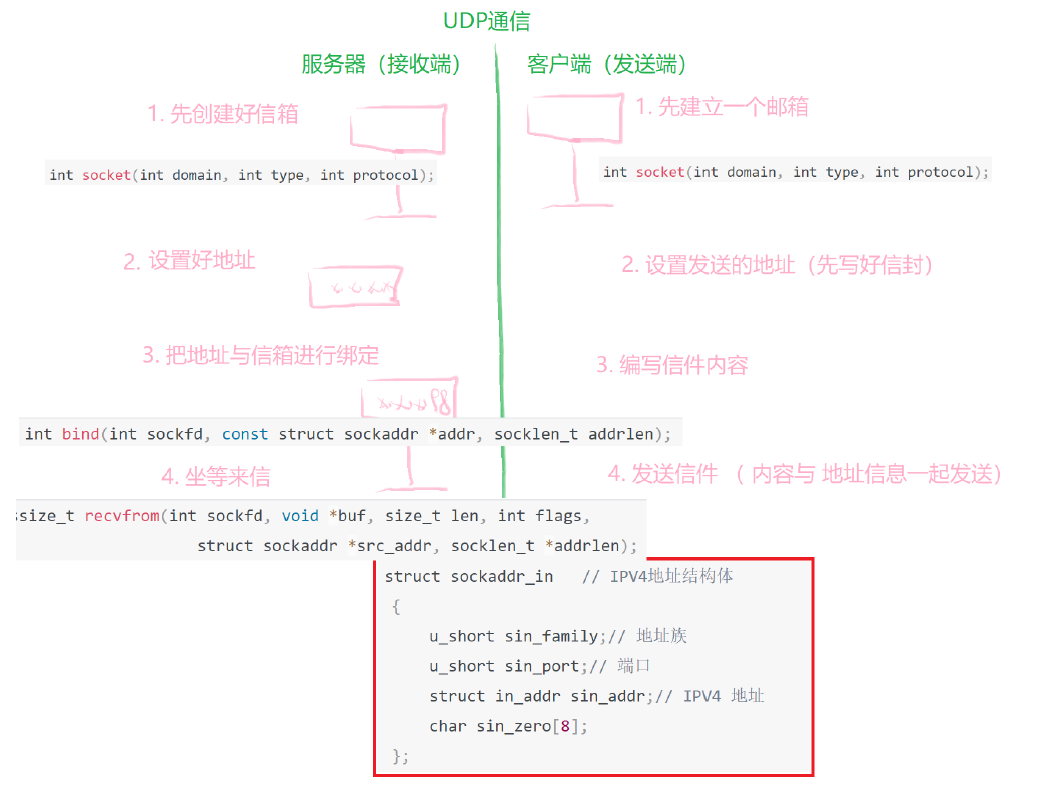 UDP通信
服务器（接收端）
客户端（发送端）
1. 先创建好信箱
1. 先建立一个邮箱
int socket(int domain, int type, int protocol);
int socket(int domain, int type, int protocol);
2. 设置好地址
2. 设置发送的地址（先写好信封）
3. 把地址与信箱进行绑定
3. 编写信件内容
int bind(int sockfd, const struct sockaddr *addr, socklen_t addrlen);
4. 坐等来信
4. 发送信件 （ 内容与 地址信息一起发送）
ssize_t recvfrom(int sockfd, void *buf, size_t len, int flags,
struct sockaddr *src_addr, socklen_t *addrlen);
struct sockaddr_in // IPV4地址结构体
{
u_short sin_family;// 地址族
u_short sin_port;// 端口
struct in_addr sin_addr;// IPV4 地址
char sin_zero[8];
};